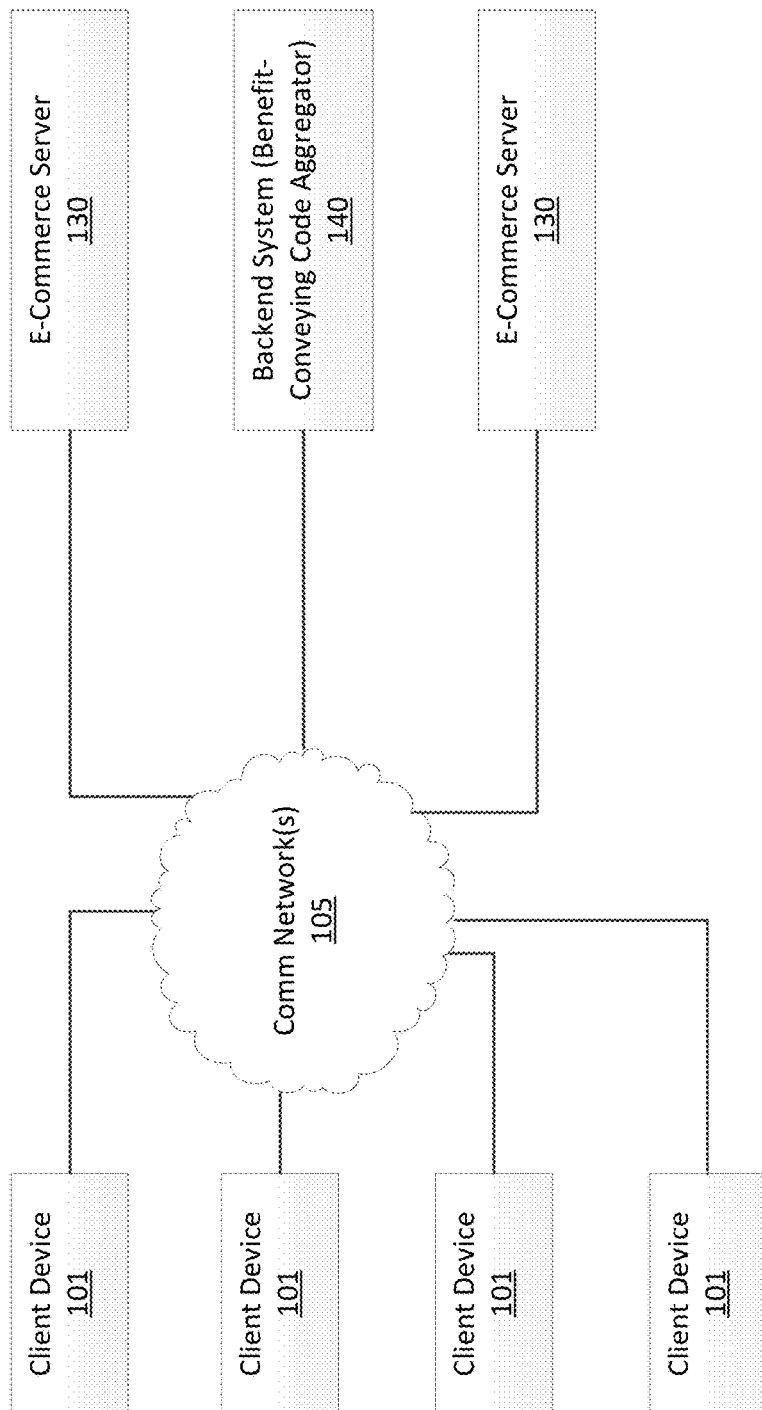 Client Device
101
Client Device
101
Client Device
101
Client Device
101
Comm Network(s)
105
E-Commerce Server
130
Backend System (Benefit-
Conveying Code Aggregator)
140
E-Commerce Server
130